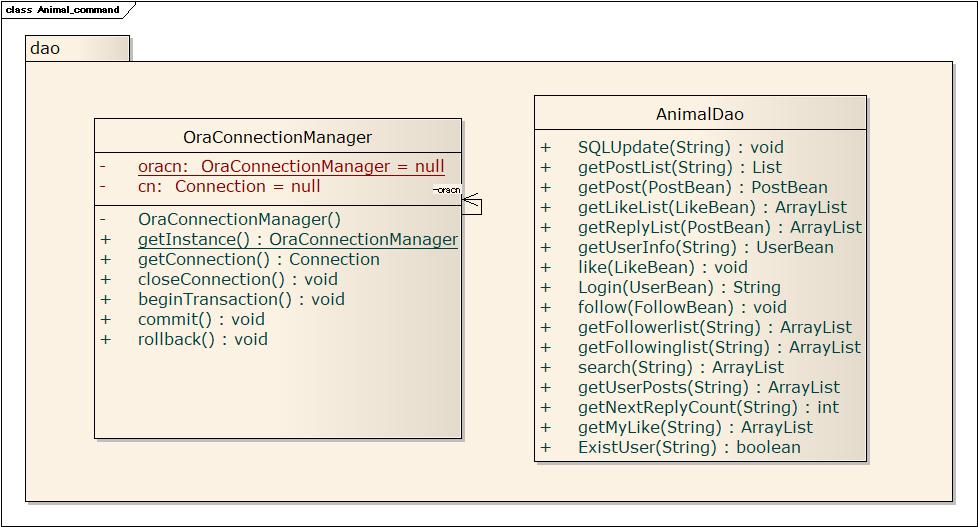 class Animal_command
dao
OraConnectionManager
- oracn: OraConnectionManager = null
- cn: Connection = null
-oracn
- OraConnectionManager()
+ getInstance() : OraConnectionManager
+ getConnection() : Connection
+ closeConnection() : void
+ beginTransaction() : void
+ commit() : void
+ rollback() : void
AnimalDao
+ SQLUpdate(String) : void
+ getPostList(String) : List
+ getPost(PostBean) : PostBean
+ getLikeList(LikeBean) : ArrayList
+ getReplyList(PostBean) : ArrayList
+ getUserInfo(String) : UserBean
+ like(LikeBean) : void
+ Login(UserBean) : String
+ follow(FollowBean) : void
+ getFollowerlist(String) : ArrayList
+ getFollowinglist(String) : ArrayList
+ search(String) : ArrayList
+ getUserPosts(String) : ArrayList
+ getNextReplyCount(String) : int
+ getMyLike(String) : ArrayList
+ ExistUser(String) : boolean